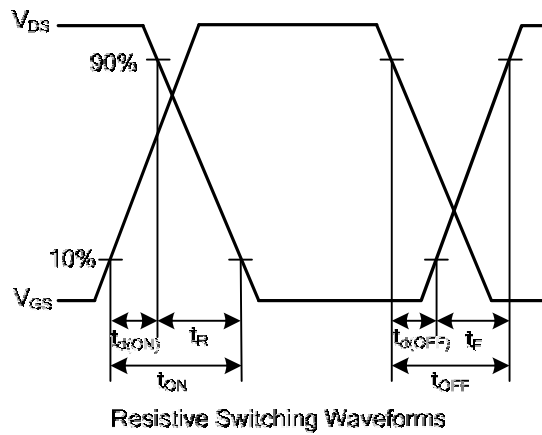 VDS
90%
10%
VGS
td(ON) tR td(OFF) tF
tON tOFF
Resistive Switching Waveforms